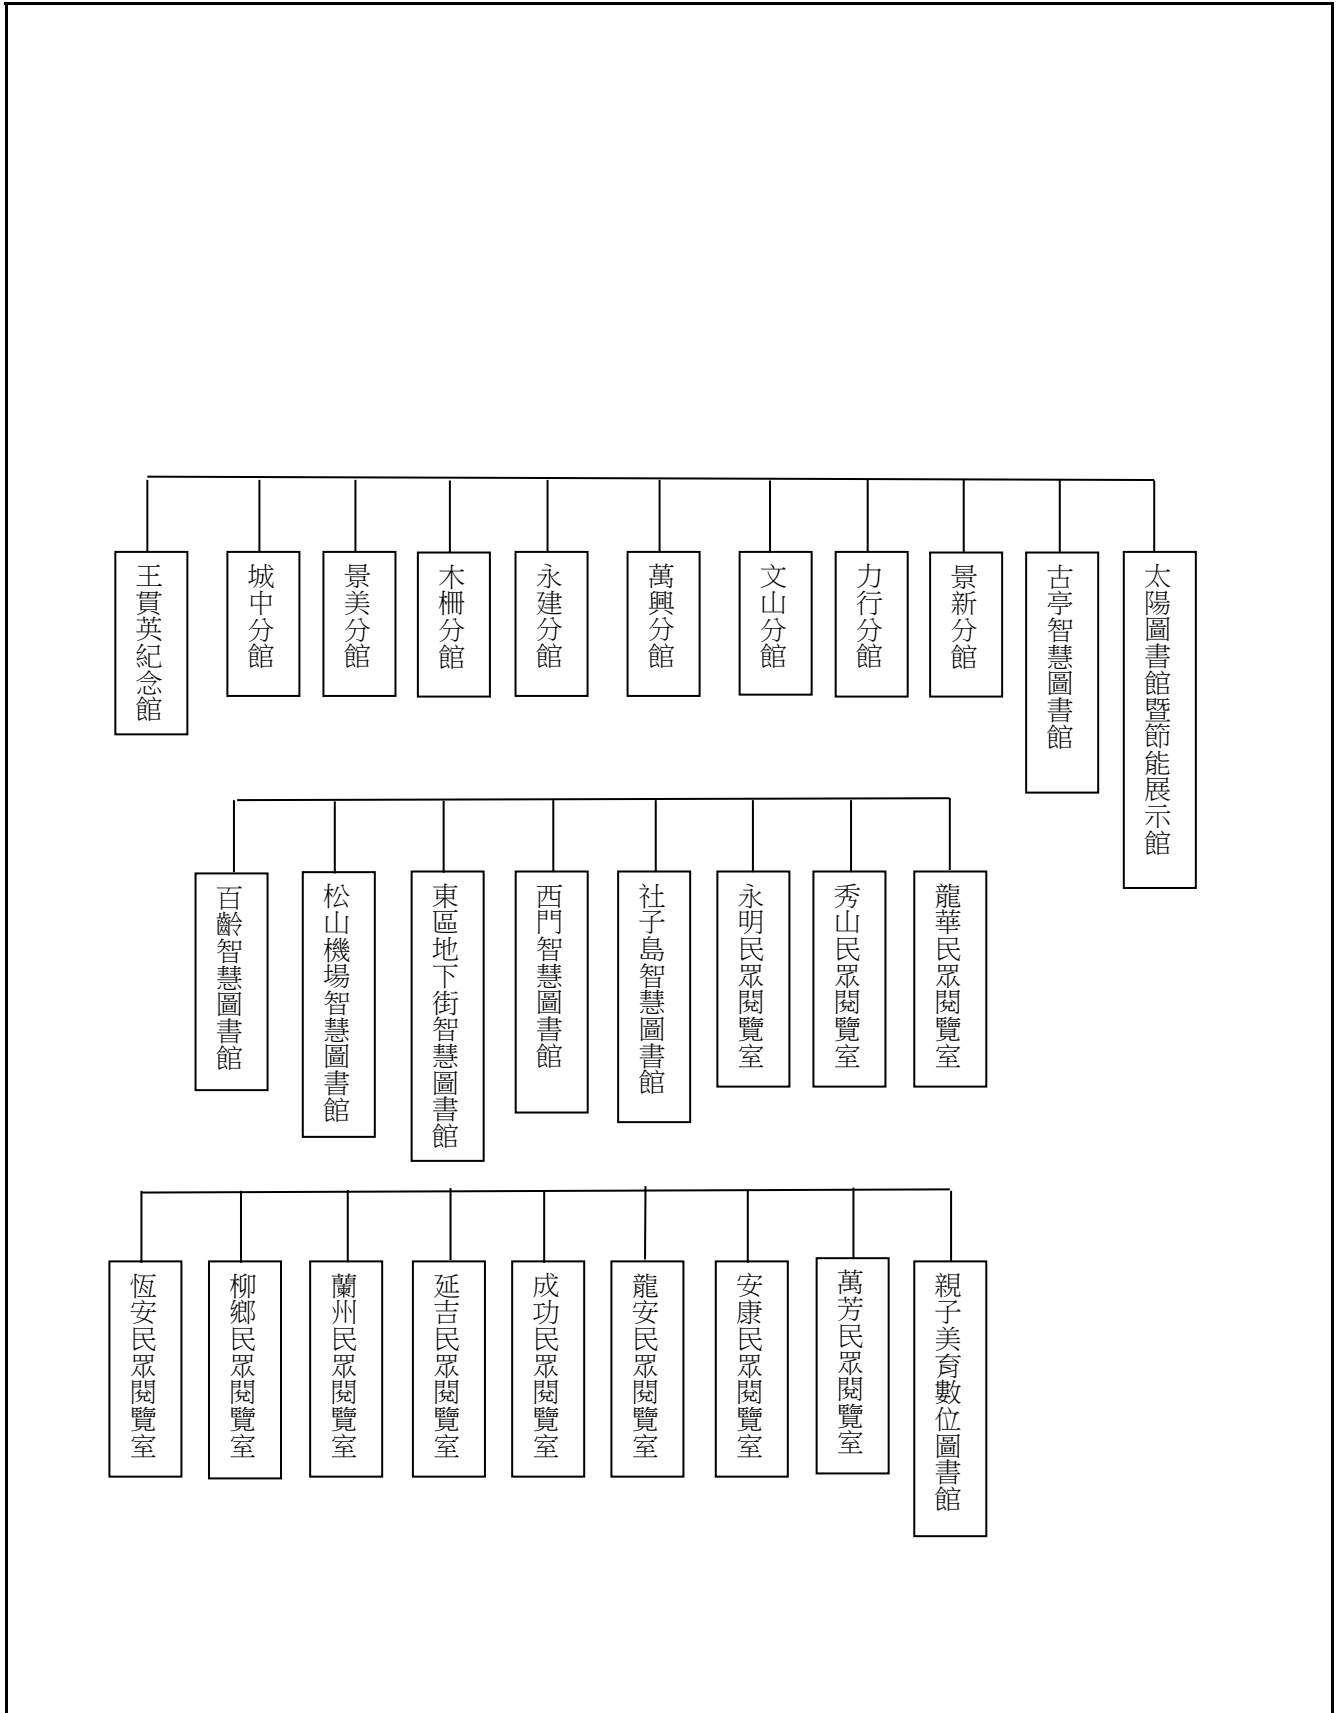 王貫英紀念館
城中分館
景美分館
木柵分館
永建分館
萬興分館
文山分館
力行分館
景新分館
古亭智慧圖書館
太陽圖書館暨節能展示館
百齡智慧圖書館
松山機場智慧圖書館
東區地下街智慧圖書館
西門智慧圖書館
社子島智慧圖書館
永明民眾閱覽室
秀山民眾閱覽室
龍華民眾閱覽室
恆安民眾閱覽室
柳鄉民眾閱覽室
蘭州民眾閱覽室
延吉民眾閱覽室
成功民眾閱覽室
龍安民眾閱覽室
安康民眾閱覽室
萬芳民眾閱覽室
親子美育數位圖書館